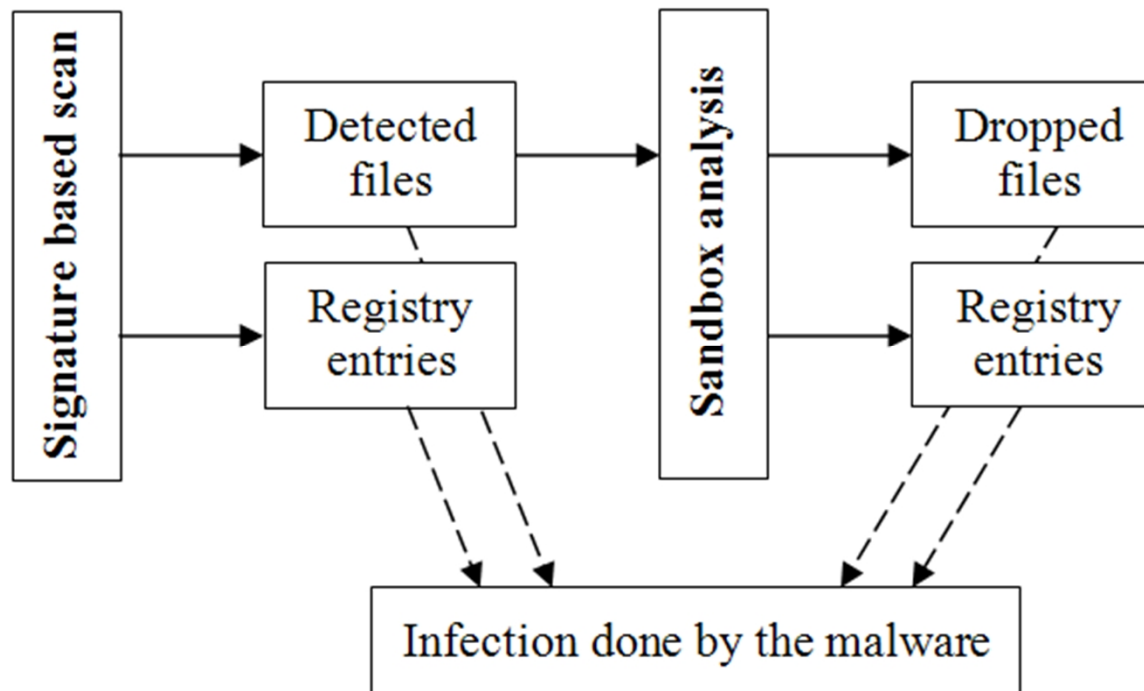 Signature based scan
Detected
files
Registry
entries
Sandbox analysis
Dropped
files
Registry
entries
Infection done by the malware